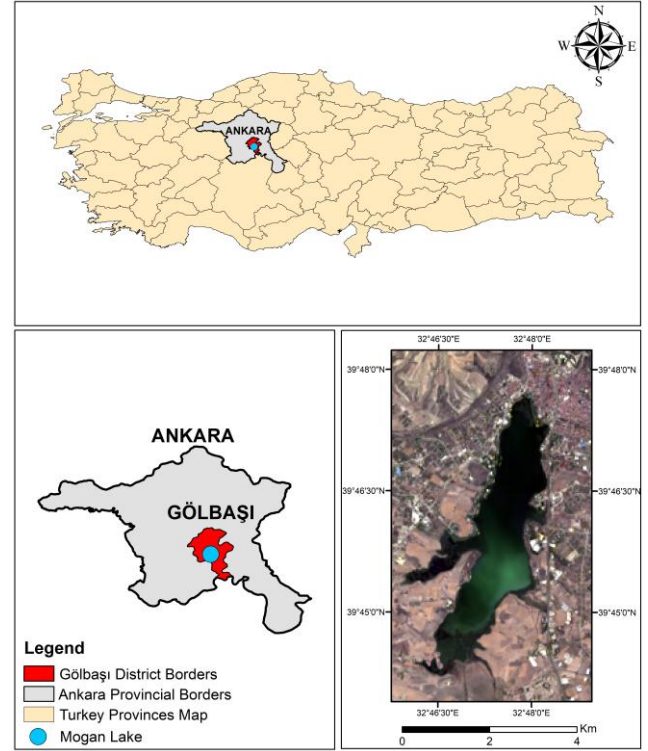 N
W E
S
ANKARA
ANKARA
GÖLBAŞI
Legend
Gölbaşı District Borders
Ankara Provincial Borders
Turkey Provinces Map
Mogan Lake
32°46'30"E 32°48'0"E
39°48'0"N 39°48'0"N
39°46'30"N 39°46'30"N
39°45'0"N 39°45'0"N
32°46'30"E 32°48'0"E
Km
0 2 4